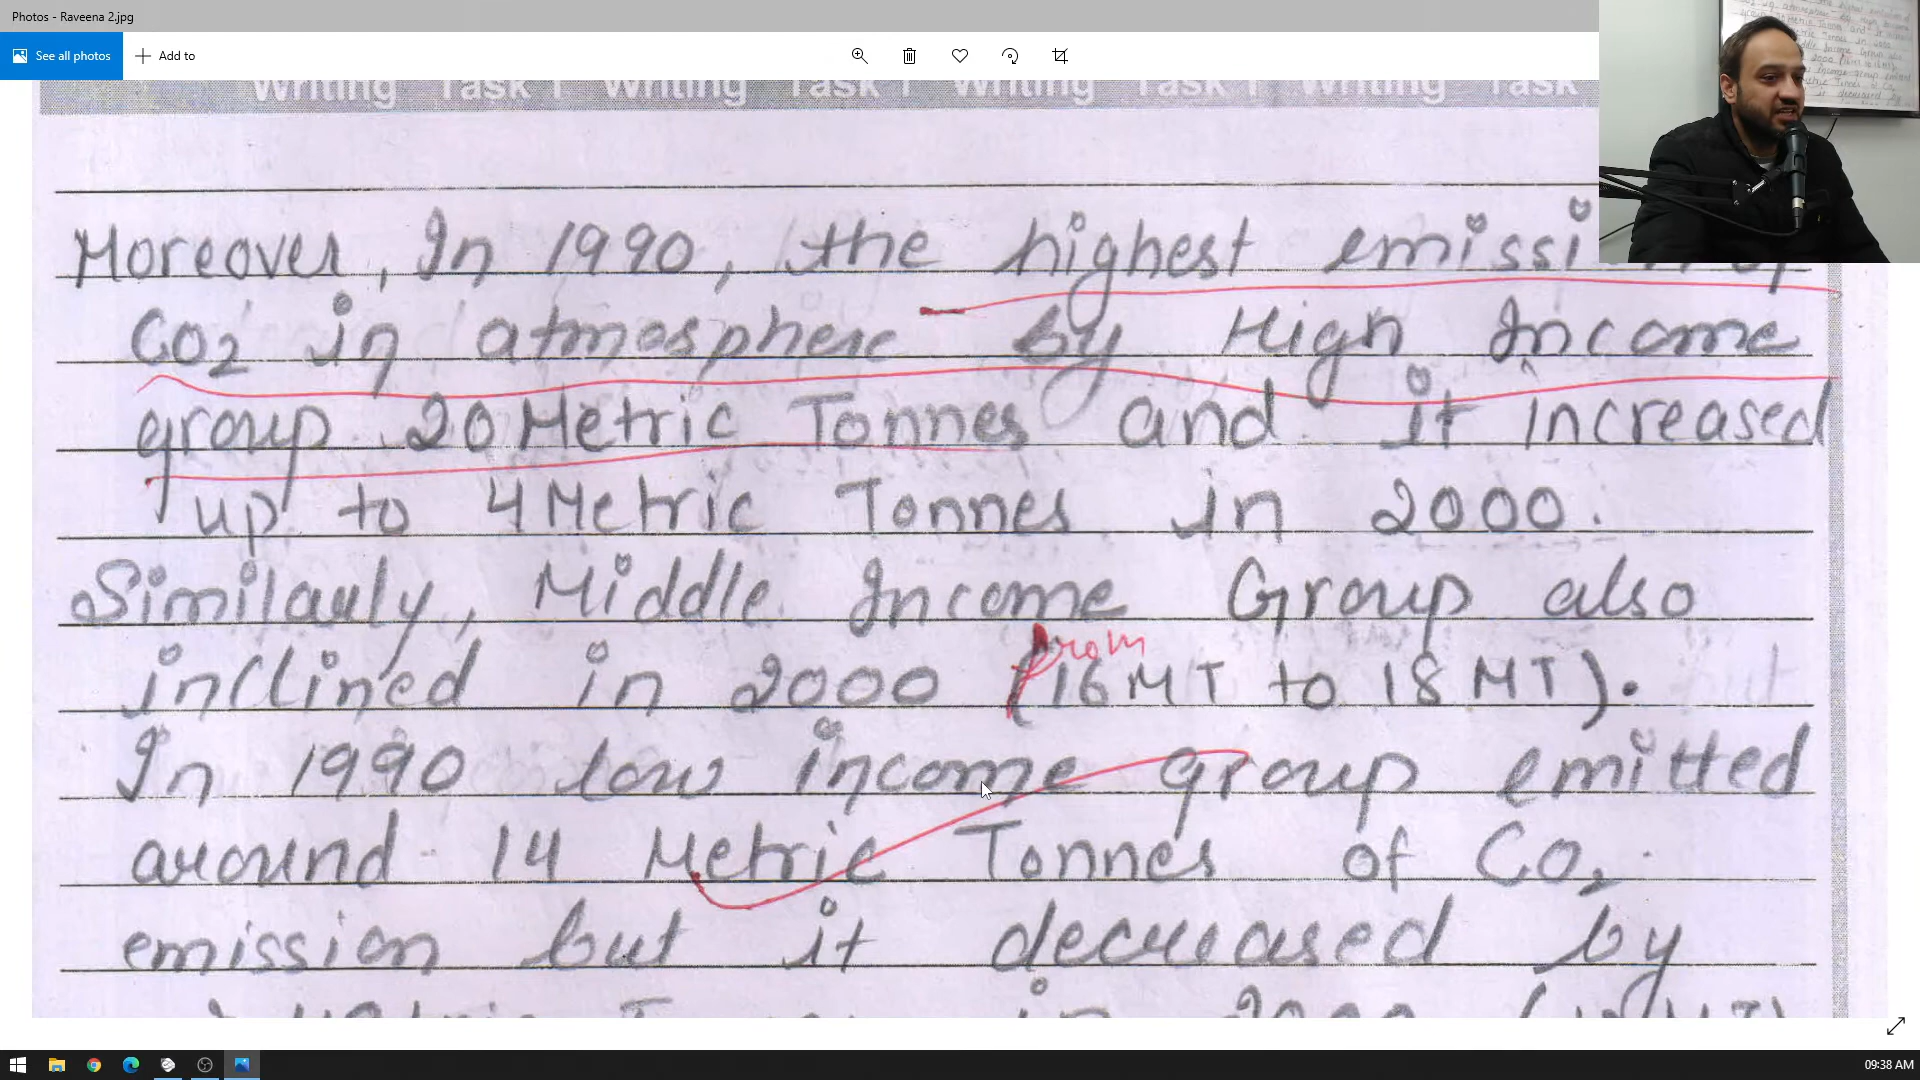 Photos - Raveena 2.jpg
See all photos
Add to
Writing Task 1 Writing Task 1 Writing Task 1 Writing Task
Moreover, In 1990, the highest emission of
CO2 in atmosphere by High Income
group 20 Metric Tonnes and it increased
up to 4 Metric Tonnes in 2000.
Similarly, Middle Income Group also
from
inclined in 2000 (16 MT to 18 MT).
In 1990 low income group emitted
around 14 Metric Tonnes of CO2
emission but it decreased by
in 2000
09:38 AM